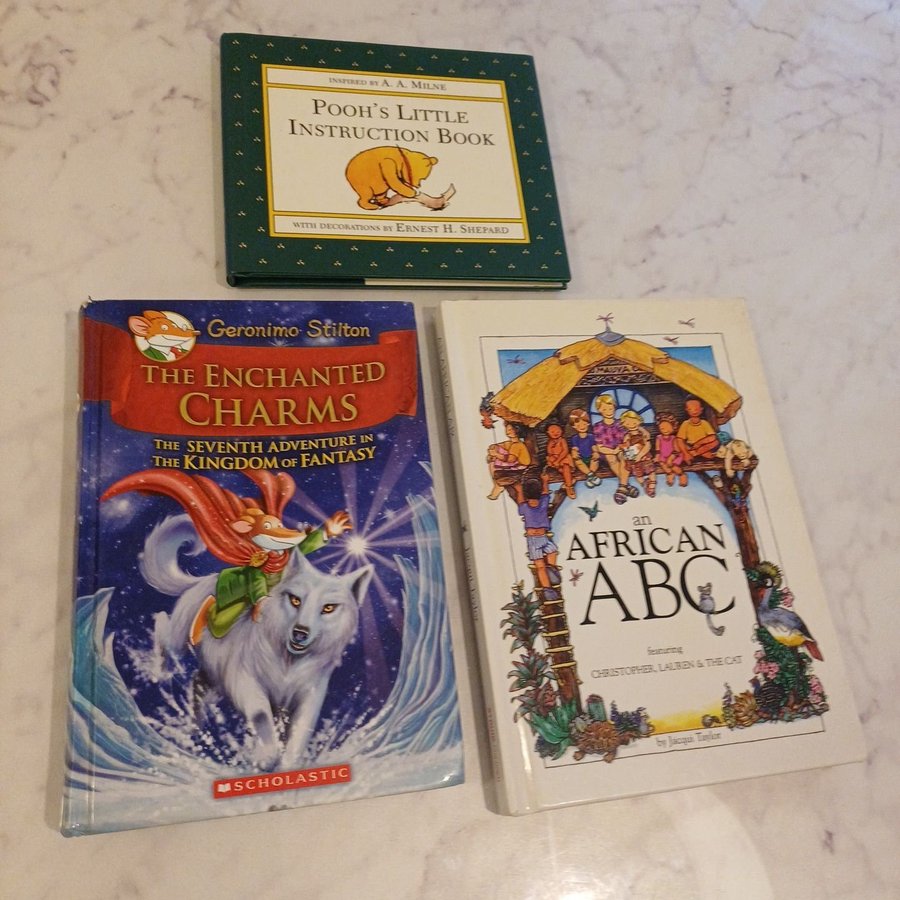 INSPIRED BY A. A. MILNE
POOH'S LITTLE
INSTRUCTION BOOK
WITH DECORATIONS BY ERNEST H. SHEPARD
Geronimo Stilton
THE ENCHANTED
CHARMS
THE SEVENTH ADVENTURE IN
THE KINGDOM OF FANTASY
SCHOLASTIC
an
AFRICAN
ABC
featuring
CHRISTOPHER, LAUREN & THE CAT
by Jacqui Taylor